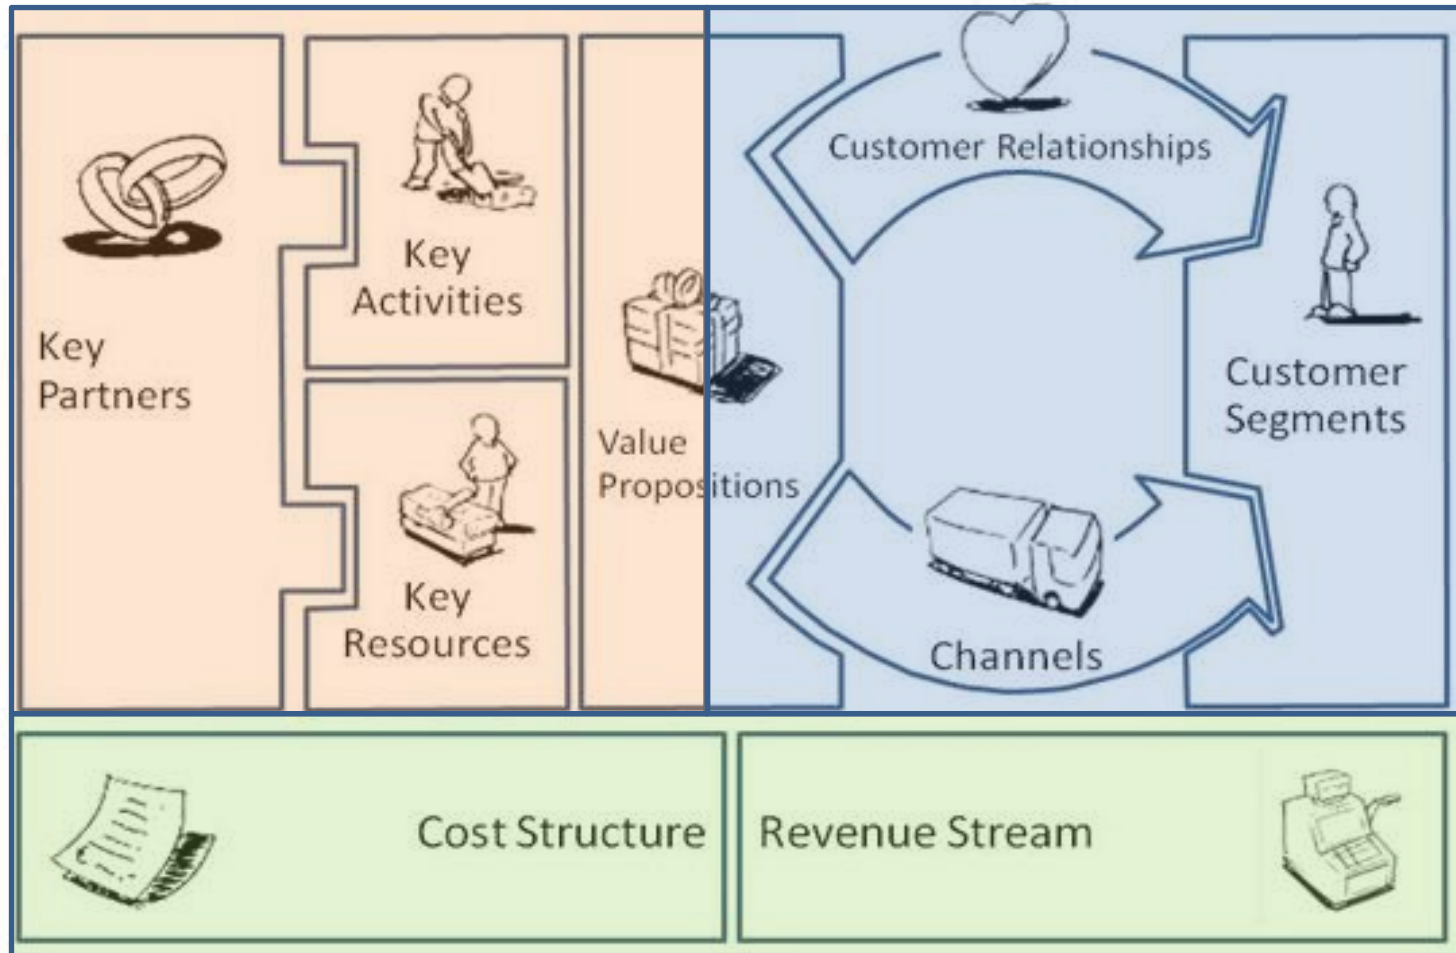 Key
Partners
Key
Activities
Key
Resources
Value
Propositions
Customer Relationships
Channels
Customer
Segments
Cost Structure
Revenue Stream